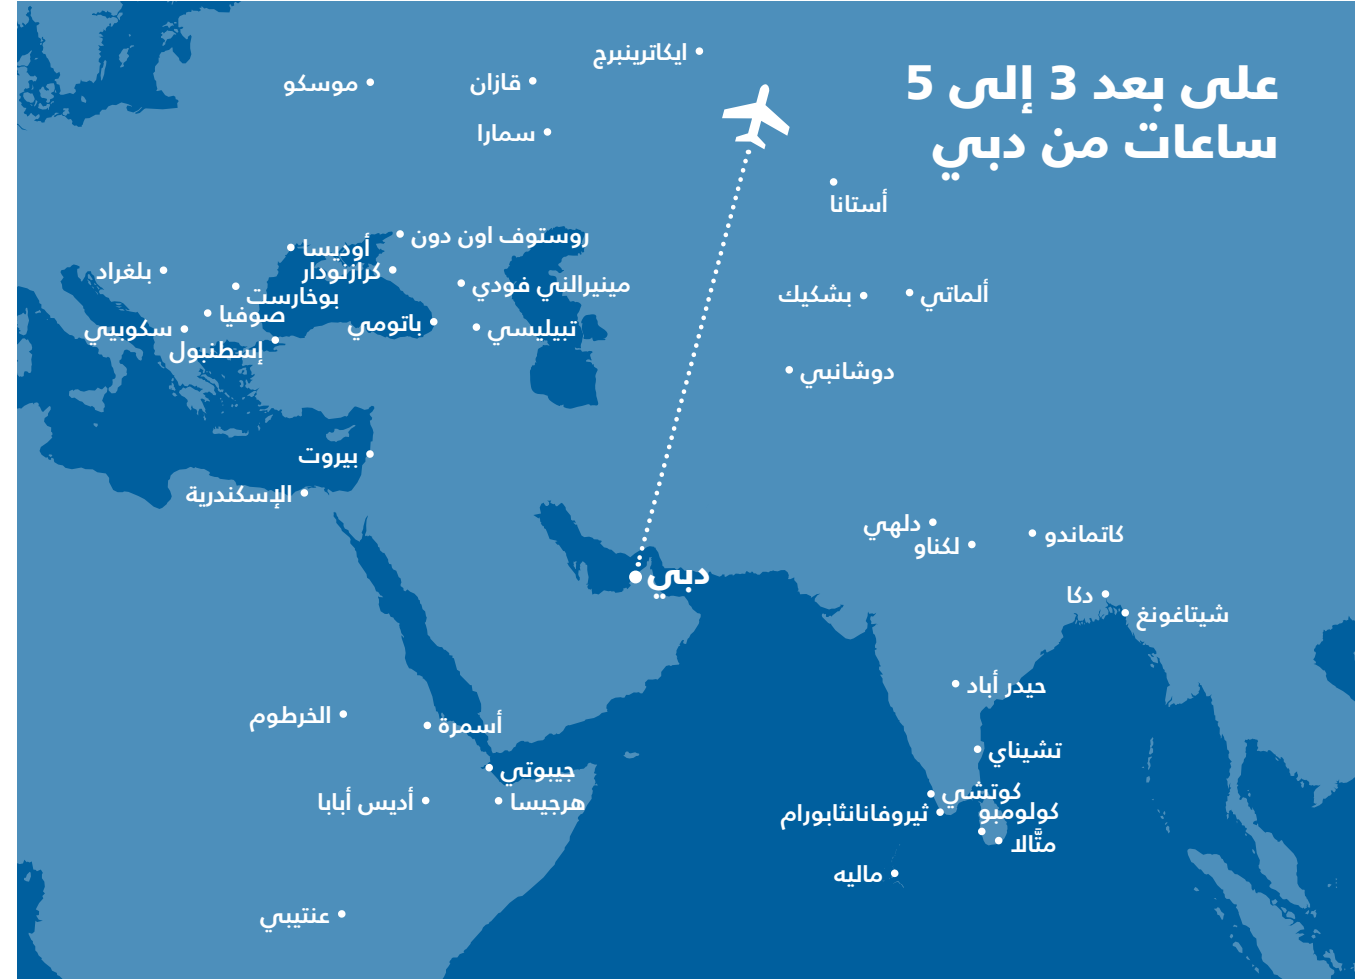 على بعد 3 إلى 5
ساعات من دبي
ايكاترينبرج
قازان
موسكو
سمارا
أستانا
روستوف اون دون
أوديسا
كرازنودار
بلغراد
مينيرالني فودي
ألماتي
بشكيك
بوخارست
صوفيا
باتومي
تبيليسي
سكوبيي
إسطنبول
دوشانبي
بيروت
الإسكندرية
دلهي
كاتماندو
لكناو
دبي
دكا
شيتاغونغ
حيدر أباد
الخرطوم
أسمرة
تشيناي
جيبوتي
كوتشي
هرجيسا
أديس أبابا
كولومبو
ثيروفانانثابورام
متَّالا
ماليه
عنتيبي